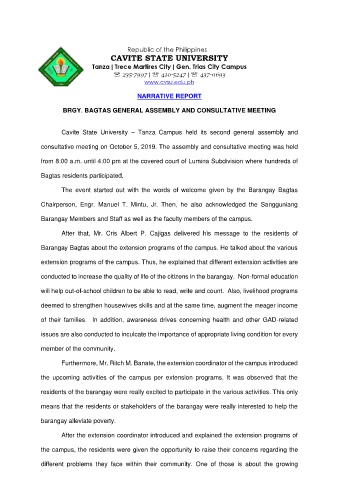 Republic of the Philippines
CAVITE STATE UNIVERSITY
Tanza | Trece Martires City | Gen. Trias City Campus
☏ 235-7997 | ☏ 410-5247 | ☏ 437-0693
www.cvsu.edu.ph
NARRATIVE REPORT
BRGY. BAGTAS GENERAL ASSEMBLY AND CONSULTATIVE MEETING
Cavite State University – Tanza Campus held its second general assembly and
consultative meeting on October 5, 2019. The assembly and consultative meeting was held
from 8:00 a.m. until 4:00 pm at the covered court of Lumina Subdivision where hundreds of
Bagtas residents participated.
The event started out with the words of welcome given by the Barangay Bagtas
Chairperson, Engr. Manuel T. Mintu, Jr. Then, he also acknowledged the Sangguniang
Barangay Members and Staff as well as the faculty members of the campus.
After that, Mr. Cris Albert P. Cajigas delivered his message to the residents of
Barangay Bagtas about the extension programs of the campus. He talked about the various
extension programs of the campus. Thus, he explained that different extension activities are
conducted to increase the quality of life of the citizens in the barangay. Non-formal education
will help out-of-school children to be able to read, write and count. Also, livelihood programs
deemed to strengthen housewives skills and at the same time, augment the meager income
of their families. In addition, awareness drives concerning health and other GAD-related
issues are also conducted to inculcate the importance of appropriate living condition for every
member of the community.
Furthermore, Mr. Ritch M. Banate, the extension coordinator of the campus introduced
the upcoming activities of the campus per extension programs. It was observed that the
residents of the barangay were really excited to participate in the various activities. This only
means that the residents or stakeholders of the barangay were really interested to help the
barangay alleviate poverty.
After the extension coordinator introduced and explained the extension programs of
the campus, the residents were given the opportunity to raise their concerns regarding the
different problems they face within their community. One of those is about the growing